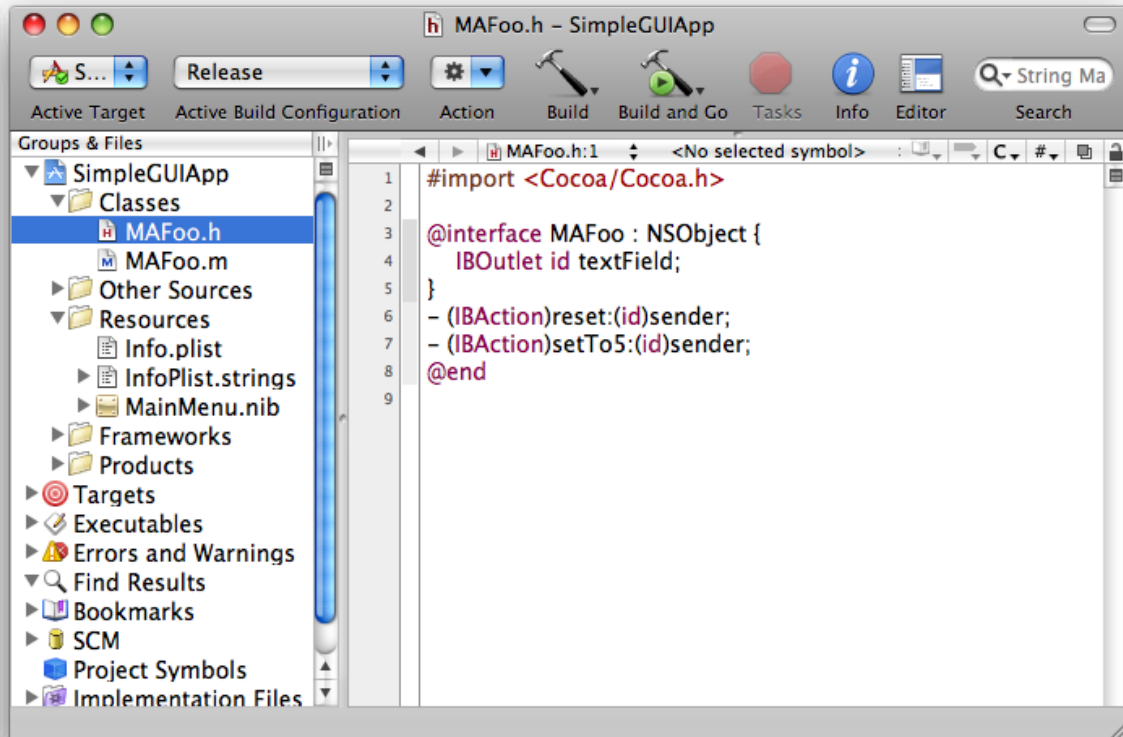 MAFoo.h – SimpleGUIApp
S... Release String Ma
Active Target Active Build Configuration Action Build Build and Go Tasks Info Editor Search
Groups & Files
SimpleGUIApp
Classes
MAFoo.h
MAFoo.m
Other Sources
Resources
Info.plist
InfoPlist.strings
MainMenu.nib
Frameworks
Products
Targets
Executables
Errors and Warnings
Find Results
Bookmarks
SCM
Project Symbols
Implementation Files
MAFoo.h:1 <No selected symbol> C #
1 #import <Cocoa/Cocoa.h>
2
3 @interface MAFoo : NSObject {
4 IBOutlet id textField;
5 }
6 - (IBAction)reset:(id)sender;
7 - (IBAction)setTo5:(id)sender;
8 @end
9